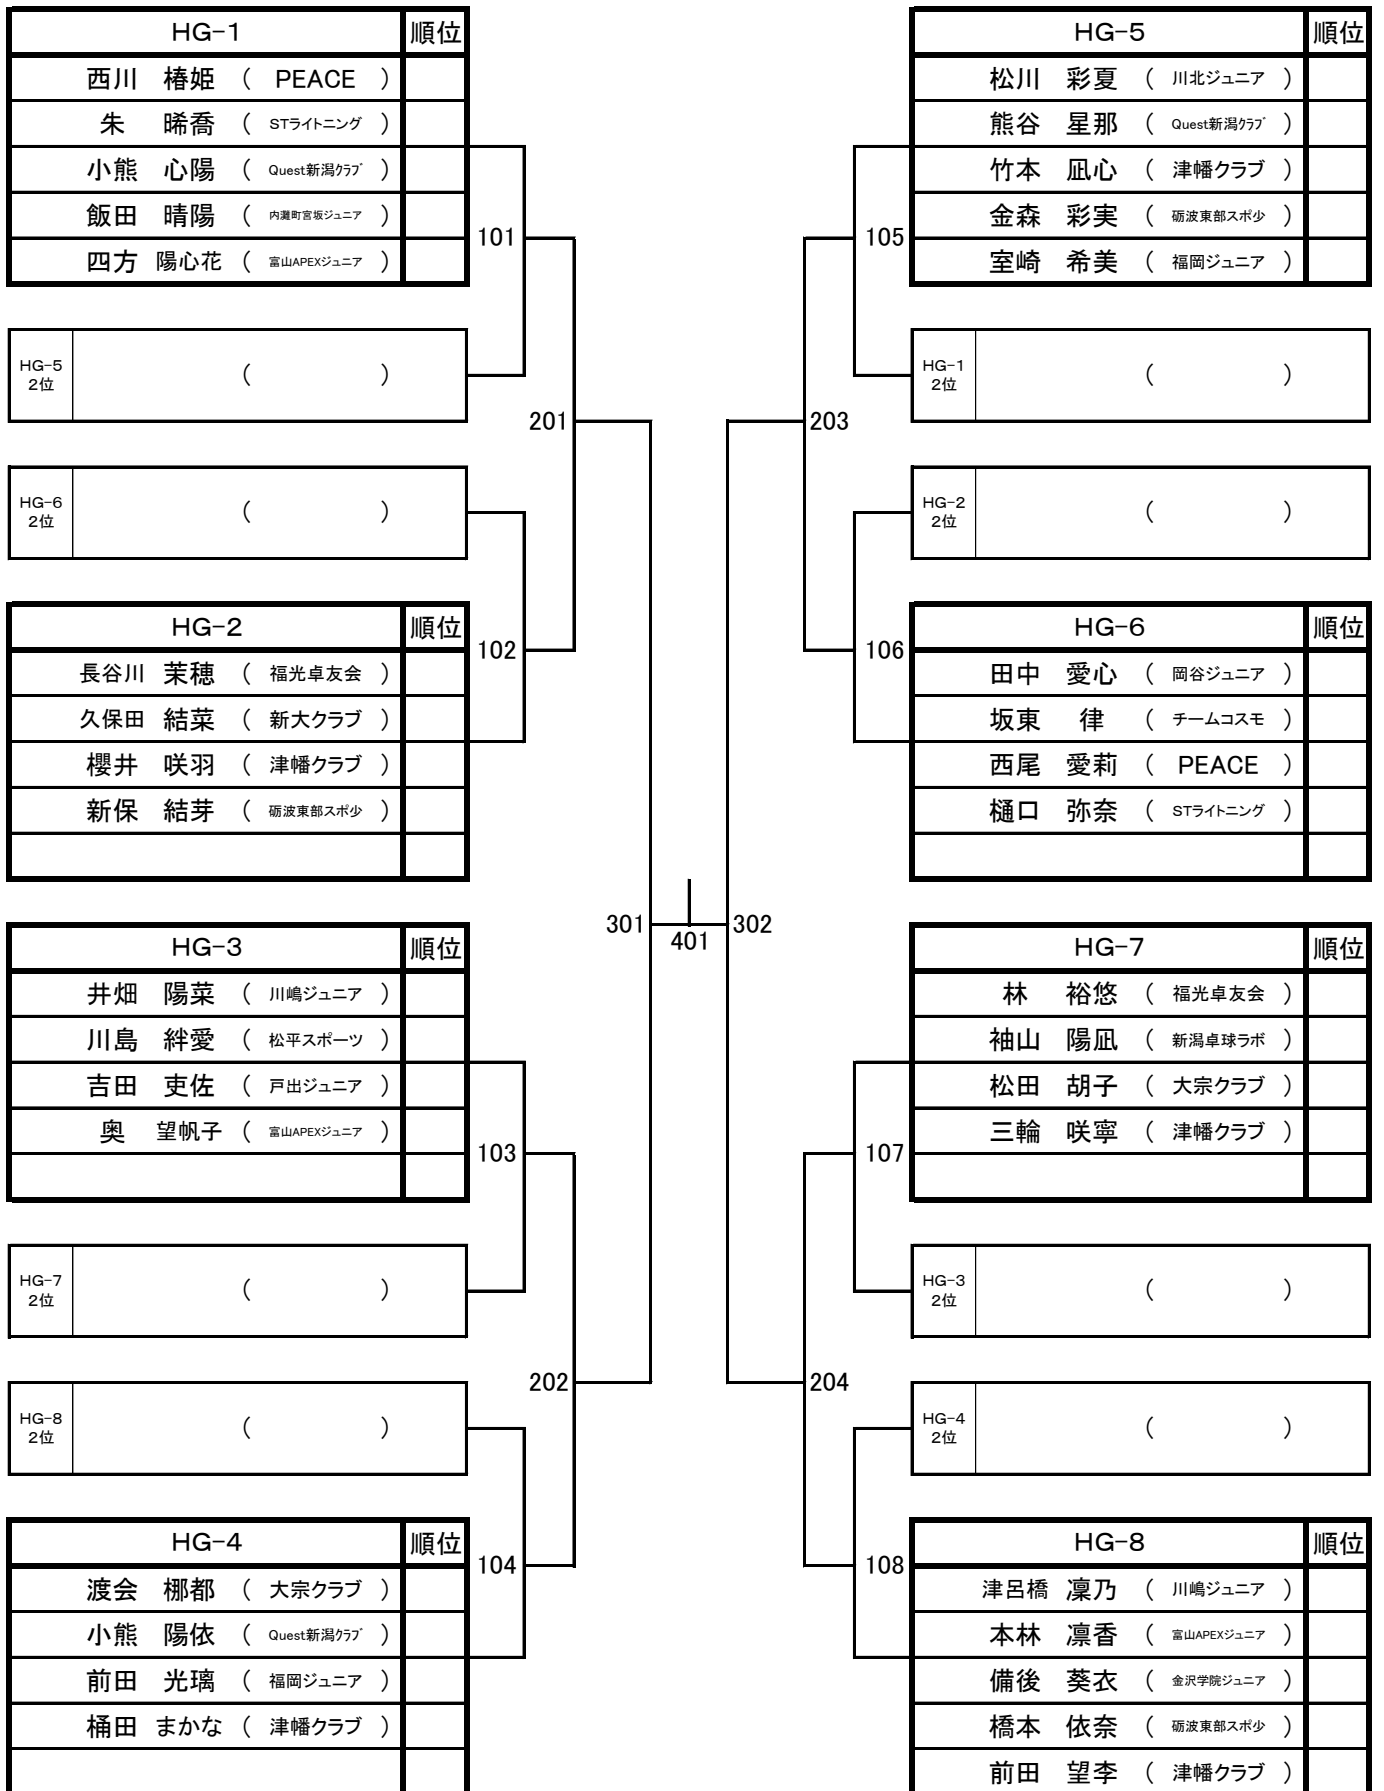 HG-1 順位
西川 椿姫 ( PEACE )
朱 晞喬 ( STライトニング )
小熊 心陽 ( Quest新潟クラブ )
飯田 晴陽 ( 内灘町宮坂ジュニア )
四方 陽心花 ( 富山APEXジュニア )
101
HG-5 2位 ( )
201
HG-6 2位 ( )
HG-2 順位
102
長谷川 茉穂 ( 福光卓友会 )
久保田 結菜 ( 新大クラブ )
櫻井 咲羽 ( 津幡クラブ )
新保 結芽 ( 砺波東部スポ少 )
301
401
302
HG-3 順位
井畑 陽菜 ( 川嶋ジュニア )
川島 絆愛 ( 松平スポーツ )
吉田 吏佐 ( 戸出ジュニア )
奥 望帆子 ( 富山APEXジュニア )
103
HG-7 2位 ( )
202
HG-8 2位 ( )
HG-4 順位
104
渡会 梛都 ( 大宗クラブ )
小熊 陽依 ( Quest新潟クラブ )
前田 光璃 ( 福岡ジュニア )
桶田 まかな ( 津幡クラブ )
HG-5 順位
松川 彩夏 ( 川北ジュニア )
熊谷 星那 ( Quest新潟クラブ )
竹本 凪心 ( 津幡クラブ )
金森 彩実 ( 砺波東部スポ少 )
室崎 希美 ( 福岡ジュニア )
105
HG-1 2位 ( )
203
HG-2 2位 ( )
HG-6 順位
106
田中 愛心 ( 岡谷ジュニア )
坂東 律 ( チームコスモ )
西尾 愛莉 ( PEACE )
樋口 弥奈 ( STライトニング )
HG-7 順位
林 裕悠 ( 福光卓友会 )
袖山 陽凪 ( 新潟卓球ラボ )
松田 胡子 ( 大宗クラブ )
三輪 咲寧 ( 津幡クラブ )
107
HG-3 2位 ( )
204
HG-4 2位 ( )
HG-8 順位
108
津呂橋 凜乃 ( 川嶋ジュニア )
本林 凛香 ( 富山APEXジュニア )
備後 葵衣 ( 金沢学院ジュニア )
橋本 依奈 ( 砺波東部スポ少 )
前田 望李 ( 津幡クラブ )